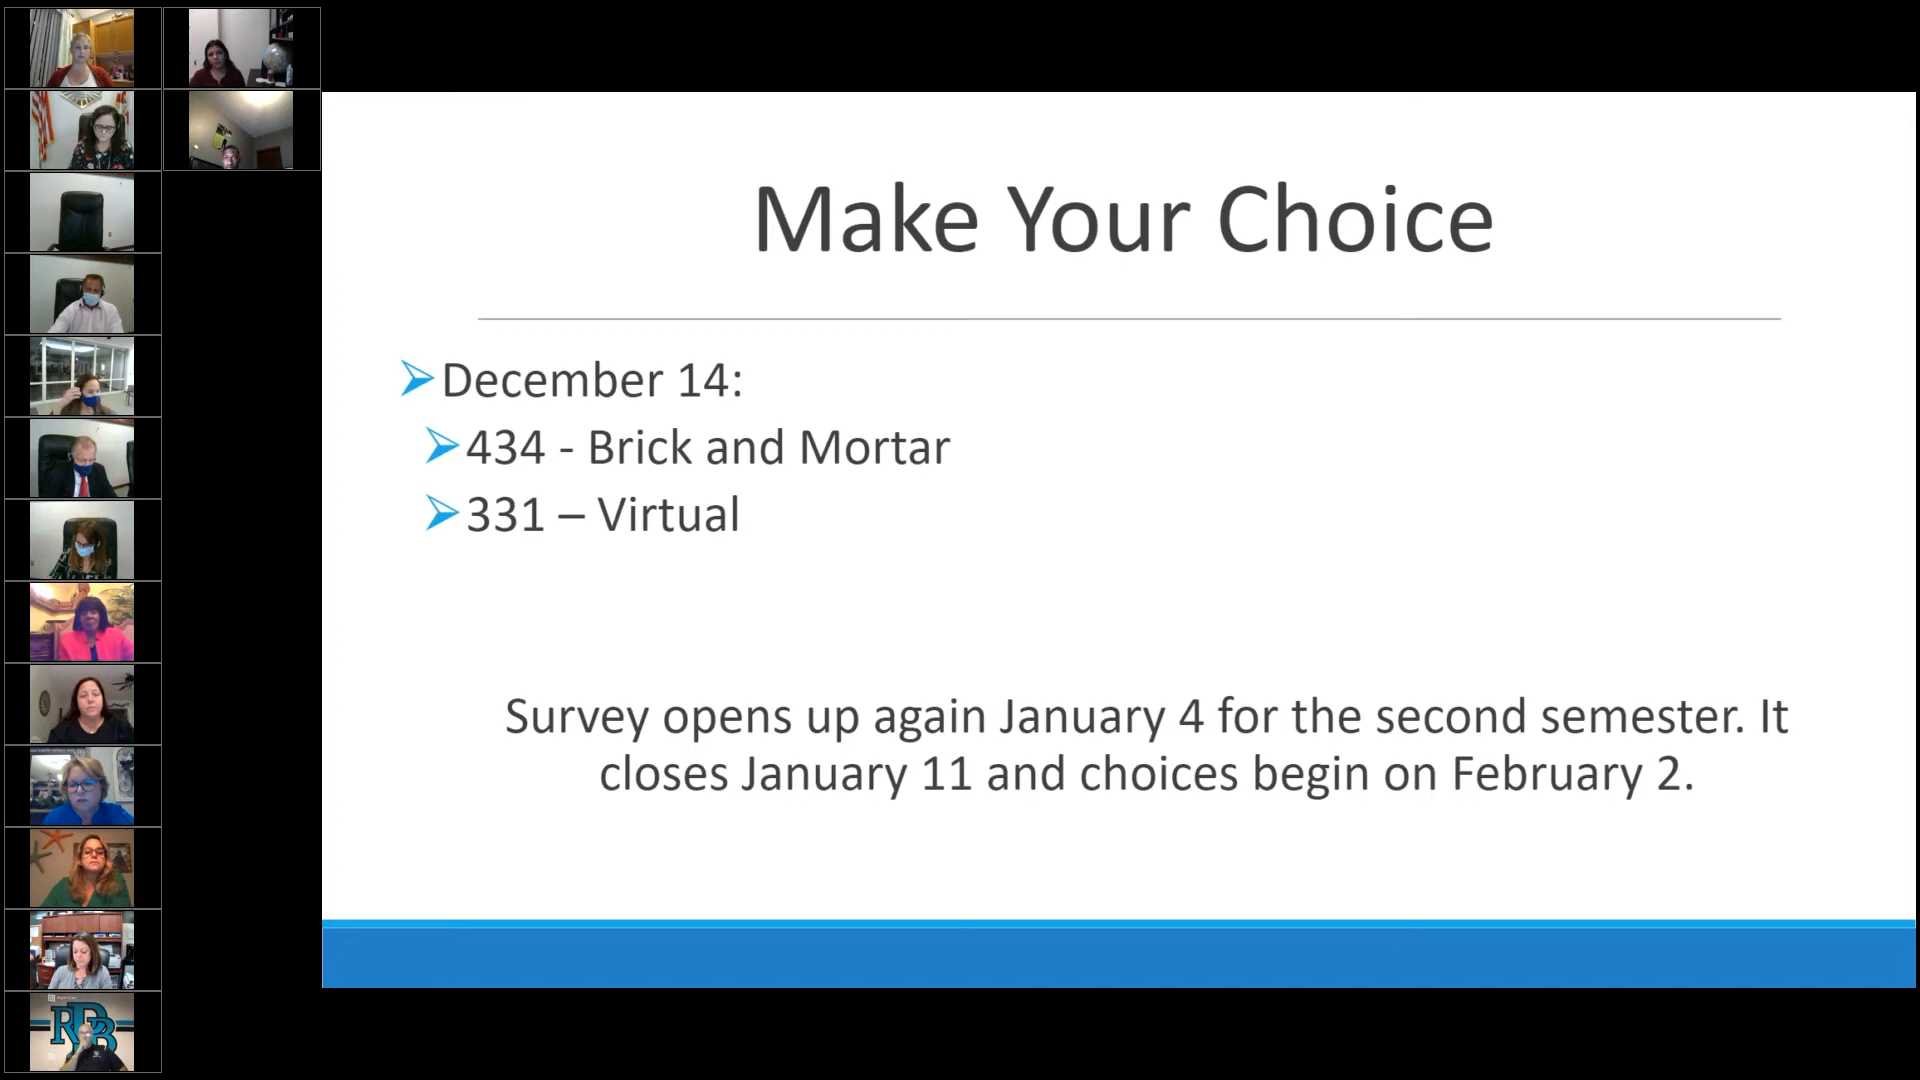 Make Your Choice
December 14:
434 - Brick and Mortar
331 – Virtual
Survey opens up again January 4 for the second semester. It
closes January 11 and choices begin on February 2.